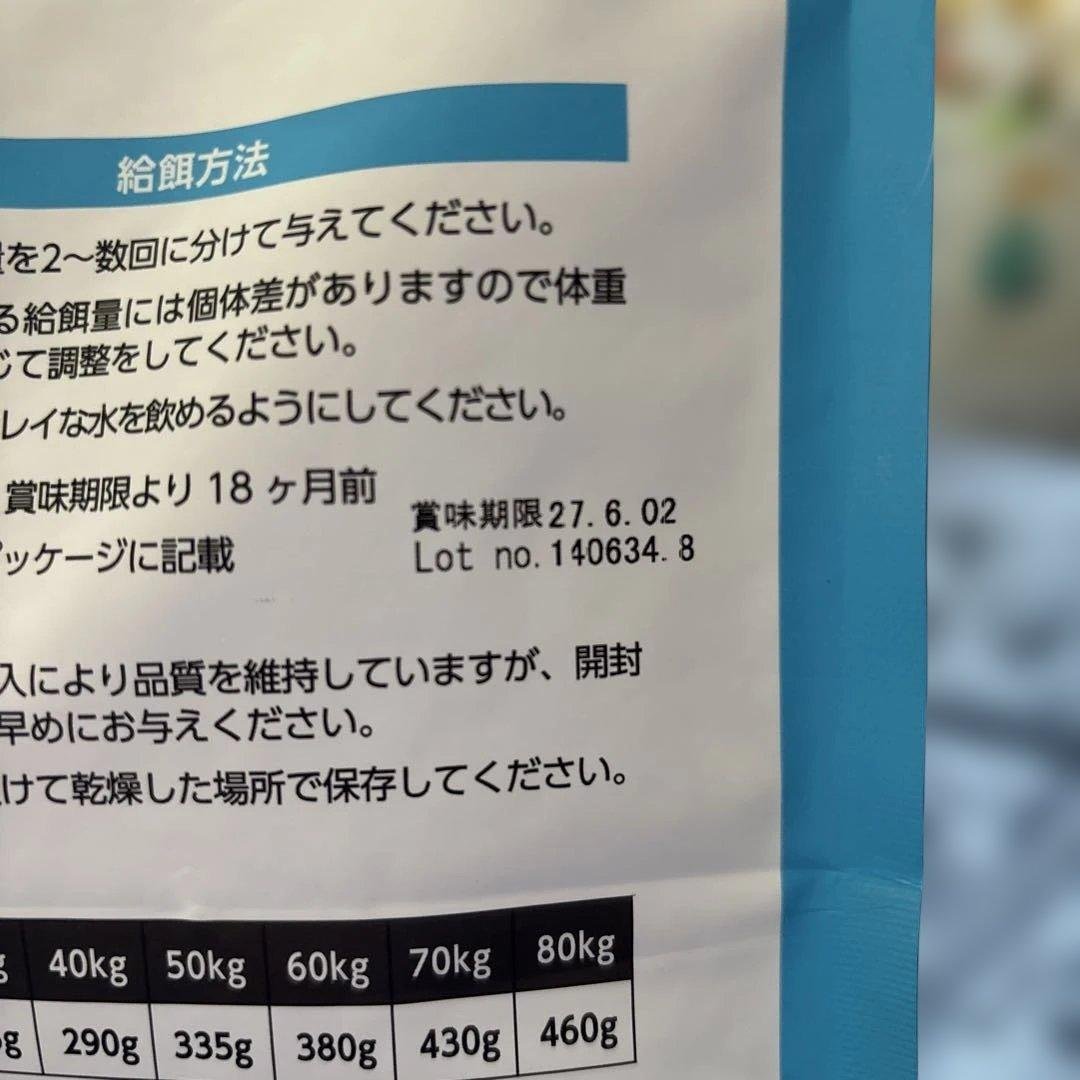 給餌方法
量を2～数回に分けて与えてください。
る給餌量には個体差がありますので体重
じて調整をしてください。
レイな水を飲めるようにしてください。
賞味期限より 18 ヶ月前
賞味期限27.6.02
ッケージに記載
Lot no.140634.8
入により品質を維持していますが、開封
早めにお与えください。
けて乾燥した場所で保存してください。
40kg 50kg 60kg 70kg 80kg
290g 335g 380g 430g 460g